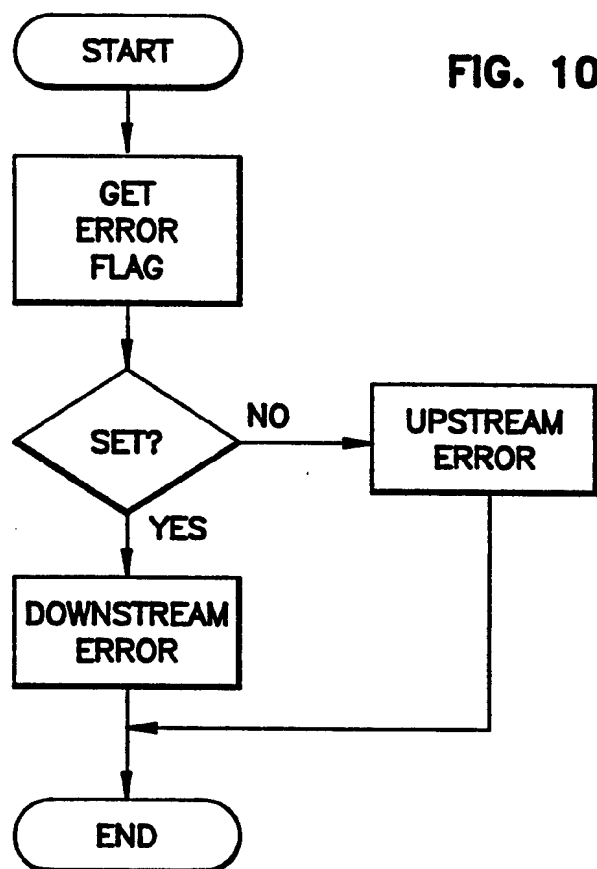 START
FIG. 10
GET
ERROR
FLAG
SET?
NO
UPSTREAM
ERROR
YES
DOWNSTREAM
ERROR
END